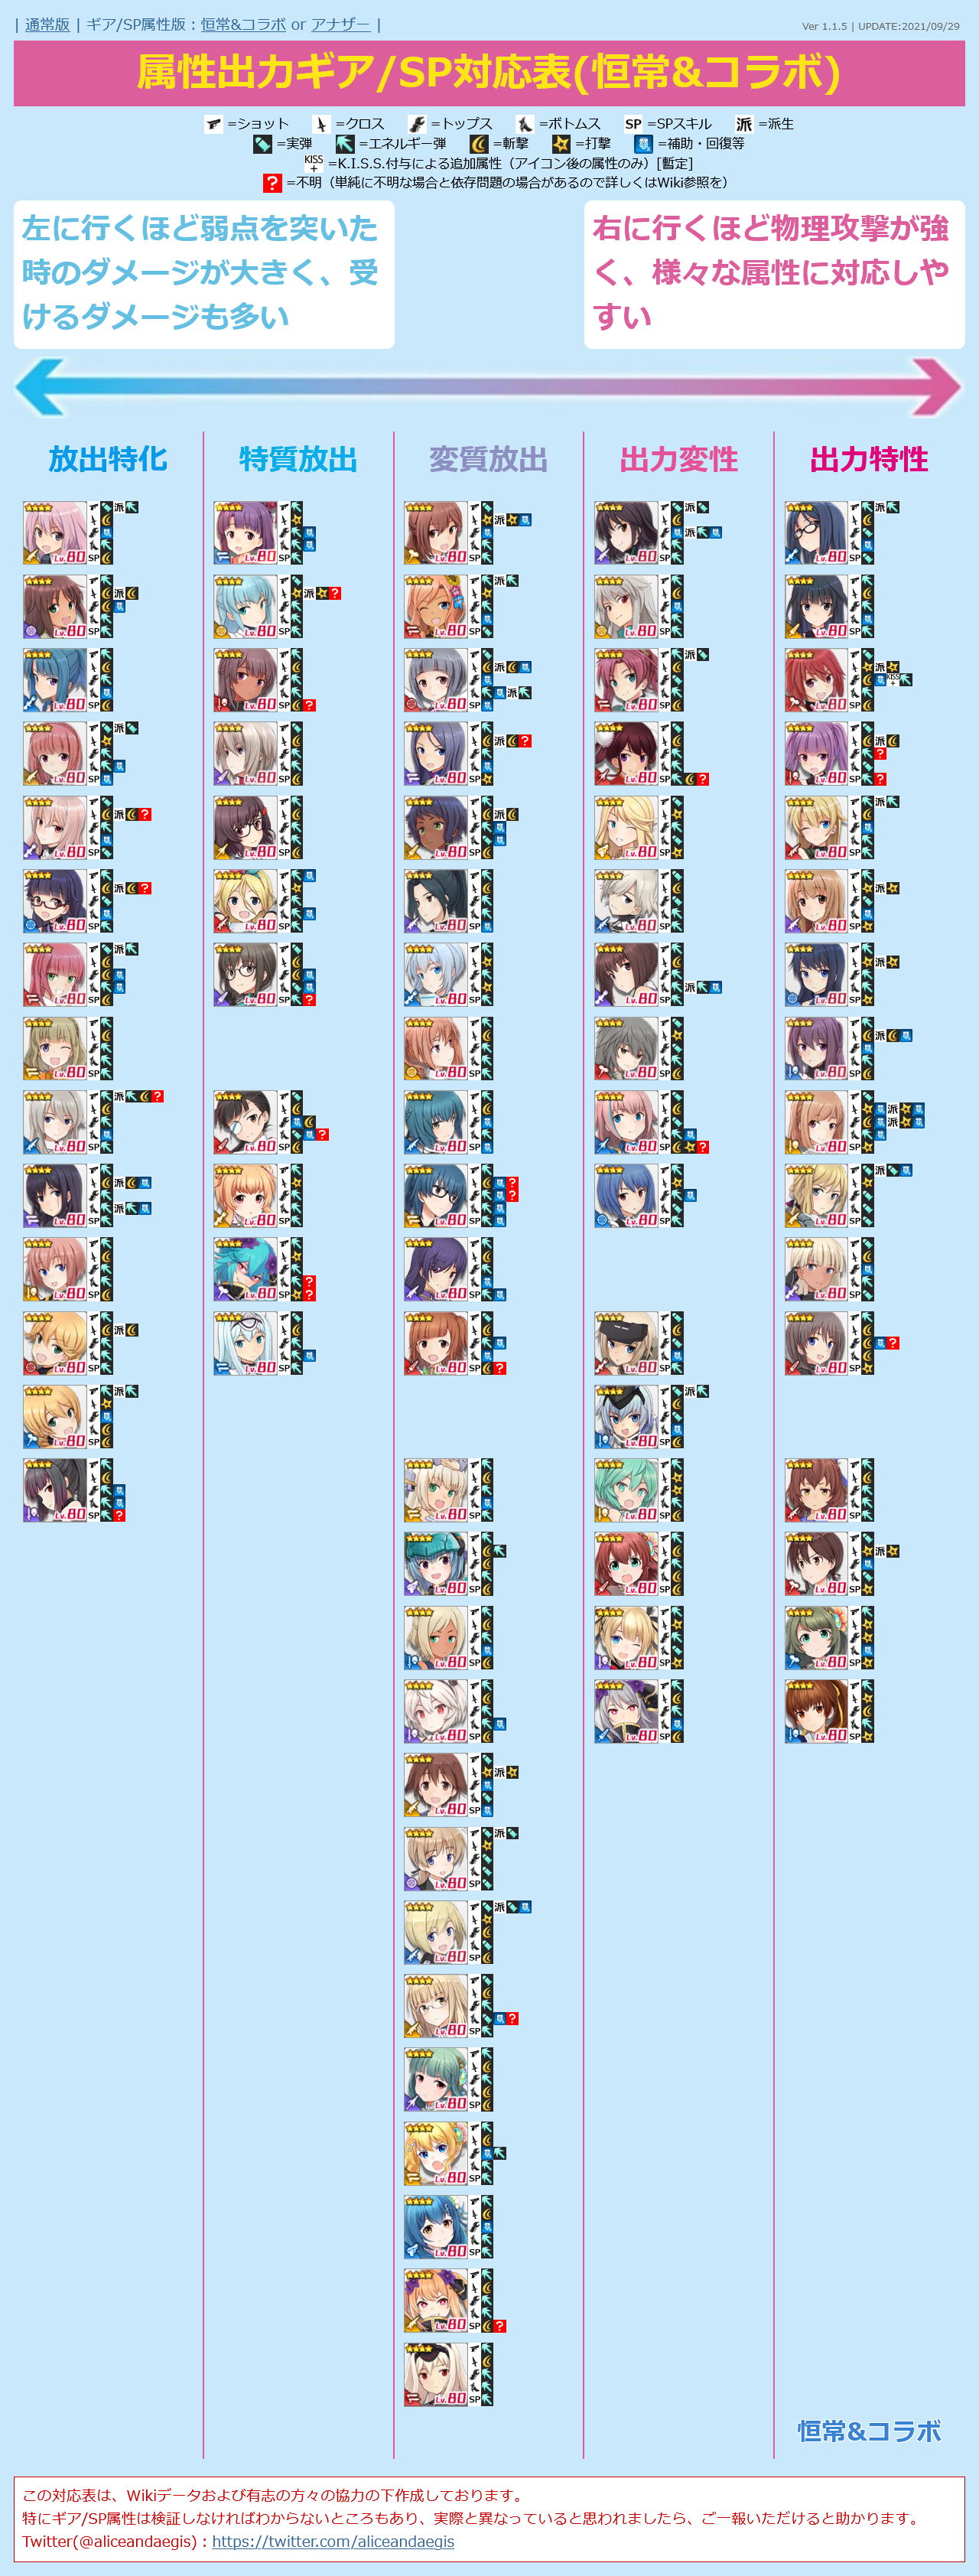 | 通常版 | ギア/SP属性版：恒常&コラボ or アナザー |
Ver 1.1.5 | UPDATE:2021/09/29
属性出力ギア/SP対応表(恒常&コラボ)
=ショット =クロス =トップス =ボトムス SP =SPスキル 派 =派生
=実弾 =エネルギー弾 =斬撃 =打撃 =補助・回復等
KISS+ =K.I.S.S.付与による追加属性（アイコン後の属性のみ）[暫定]
? =不明（単純に不明な場合と依存問題の場合があるので詳しくはWiki参照を）
左に行くほど弱点を突いた
時のダメージが大きく、受
けるダメージも多い
右に行くほど物理攻撃が強
く、様々な属性に対応しや
すい
放出特化 特質放出 変質放出 出力変性 出力特性
恒常&コラボ
この対応表は、Wikiデータおよび有志の方々の協力の下作成しております。
特にギア/SP属性は検証しなければわからないところもあり、実際と異なっていると思われましたら、ご一報いただけると助かります。
Twitter(@aliceandaegis)：https://twitter.com/aliceandaegis